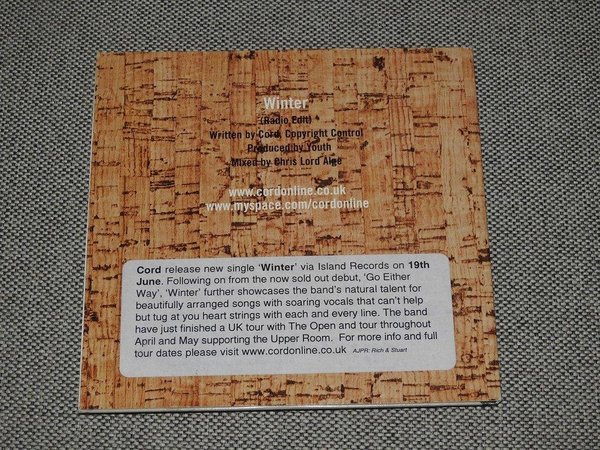 Winter
(Radio Edit)
Written by Cord, Copyright Control
Produced by Youth
Mixed by Chris Lord Alge
www.cordonline.co.uk
www.myspace.com/cordonline
Cord release new single 'Winter' via Island Records on 19th
June. Following on from the now sold out debut, 'Go Either
Way', 'Winter' further showcases the band's natural talent for
beautifully arranged songs with soaring vocals that can't help
but tug at you heart strings with each and every line. The band
have just finished a UK tour with The Open and tour throughout
April and May supporting the Upper Room. For more info and full
tour dates please visit www.cordonline.co.uk AJPR: Rich & Stuart